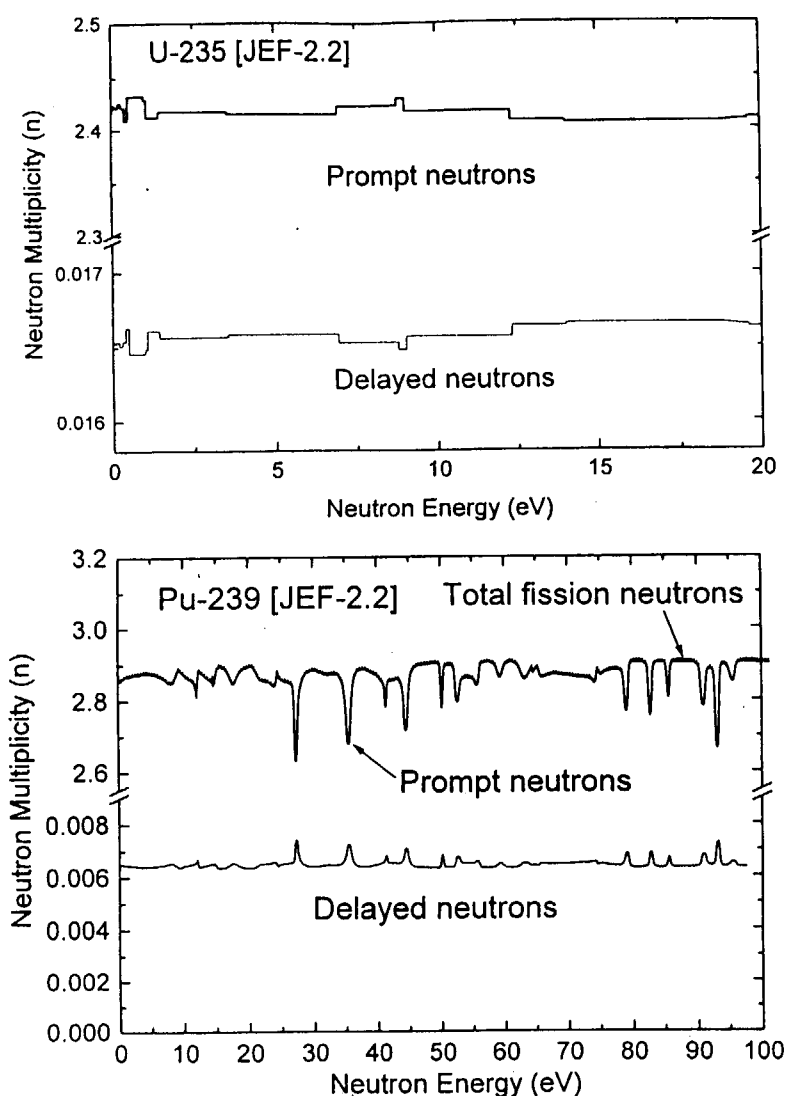 2.5
U-235 [JEF-2.2]
2.4
Prompt neutrons
2.3
0.017
Delayed neutrons
0.016
Neutron Multiplicity (n)
0 5 10 15 20
Neutron Energy (eV)
3.2
Pu-239 [JEF-2.2]
Total fission neutrons
3.0
2.8
Prompt neutrons
2.6
0.008
0.006
Delayed neutrons
0.004
0.002
0.000
Neutron Multiplicity (n)
0 10 20 30 40 50 60 70 80 90 100
Neutron Energy (eV)